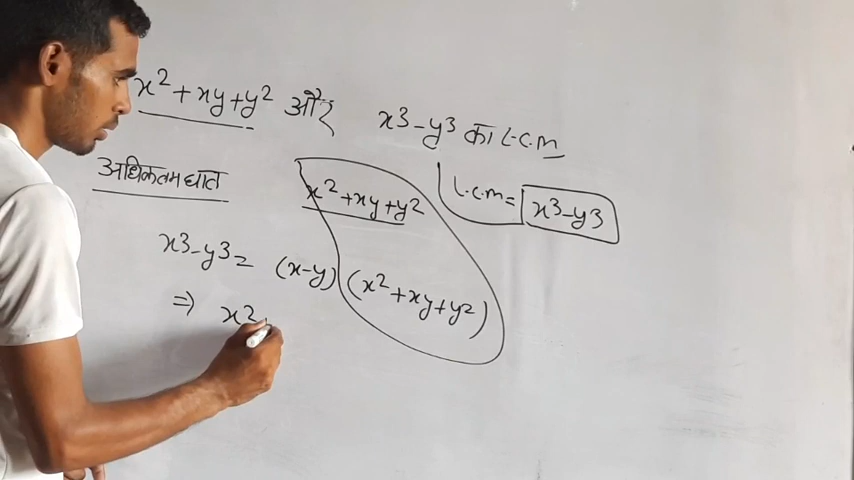 x²+xy+y² और x³-y³ का L.C.M
अधिकतम घात
x²+xy+y²
L.C.M= x³-y³
x³-y³= (x-y) (x²+xy+y²)
⇒ x²